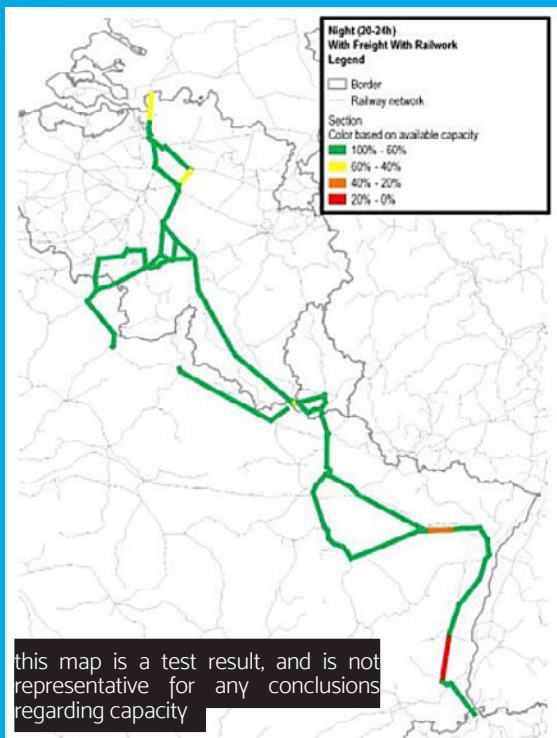 Night (20-24h)
With Freight With Railwork
Legend
Border
Railway network
Section
Color based on available capacity
100% - 60%
60% - 40%
40% - 20%
20% - 0%
this map is a test result, and is not
representative for any conclusions
regarding capacity